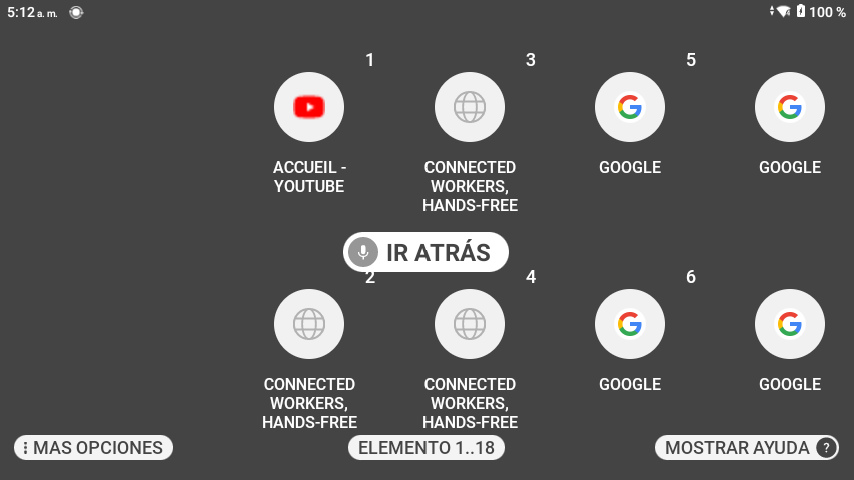 5:12 a. m.
100 %
1
3
5
ACCUEIL -
YOUTUBE
CONNECTED
WORKERS,
HANDS-FREE
GOOGLE
GOOGLE
IR ATRÁS
2
4
6
CONNECTED
WORKERS,
HANDS-FREE
CONNECTED
WORKERS,
HANDS-FREE
GOOGLE
GOOGLE
MAS OPCIONES
ELEMENTO 1..18
MOSTRAR AYUDA ?